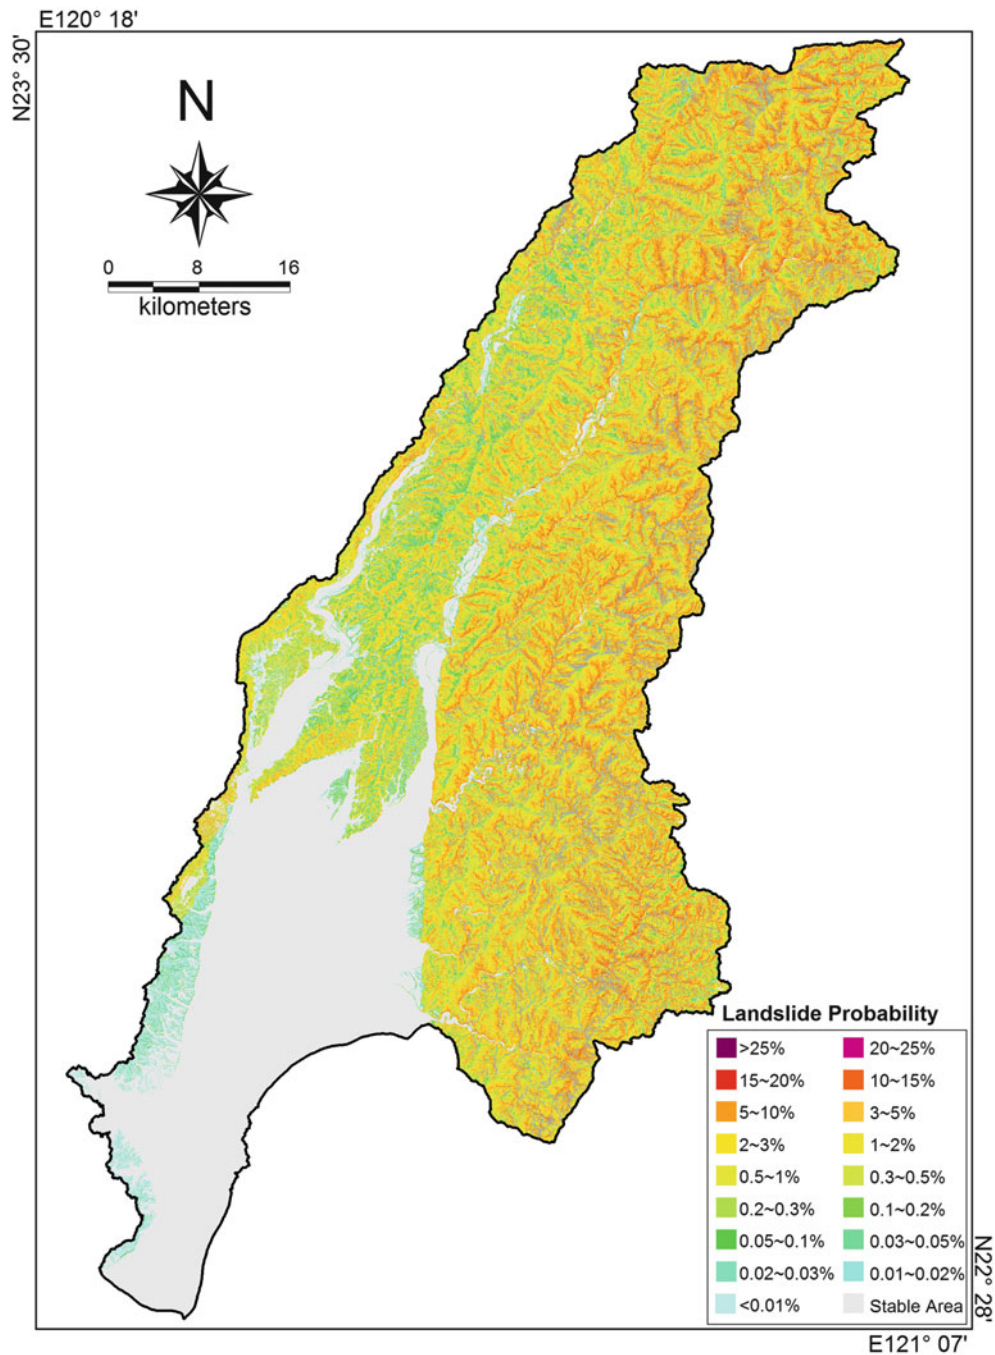 E120° 18'
N23° 30'
N
0 8 16
kilometers
Landslide Probability
>25% 20~25%
15~20% 10~15%
5~10% 3~5%
2~3% 1~2%
0.5~1% 0.3~0.5%
0.2~0.3% 0.1~0.2%
0.05~0.1% 0.03~0.05%
0.02~0.03% 0.01~0.02%
<0.01% Stable Area
N22° 28'
E121° 07'